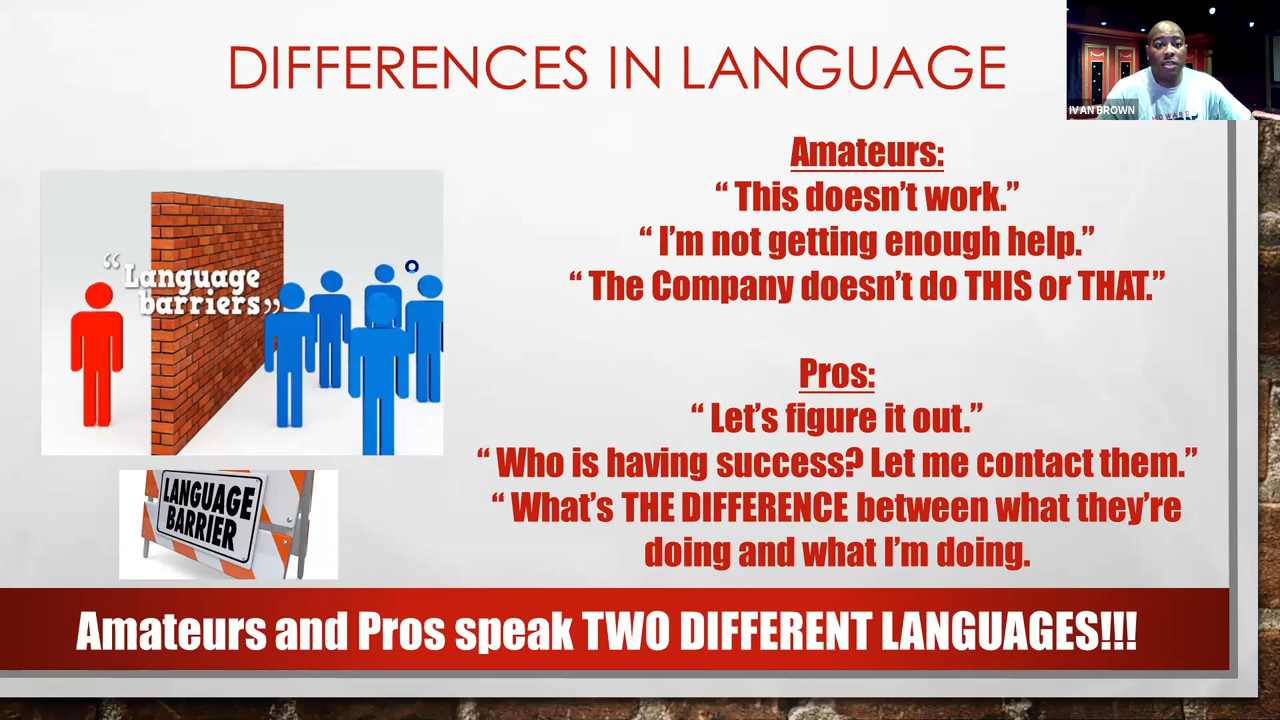 DIFFERENCES IN LANGUAGE
IVAN BROWN
HOWARD
Amateurs:
“ This doesn’t work.”
“ I’m not getting enough help.”
“ The Company doesn’t do THIS or THAT.”
“ Language
barriers”
Pros:
“ Let’s figure it out.”
“ Who is having success? Let me contact them.”
“ What’s THE DIFFERENCE between what they’re
doing and what I’m doing.
LANGUAGE
BARRIER
Amateurs and Pros speak TWO DIFFERENT LANGUAGES!!!